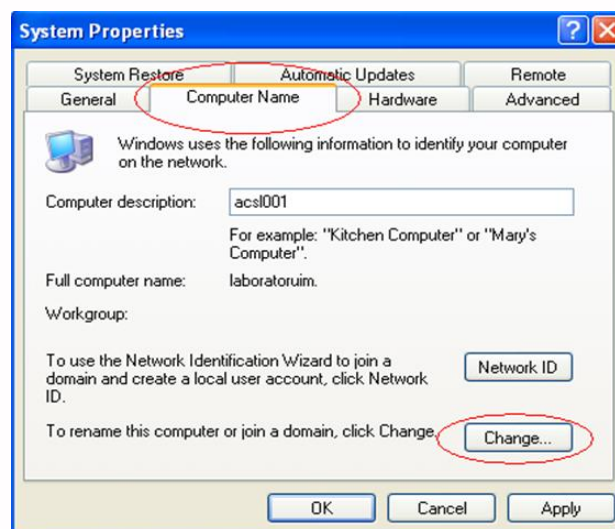 System Properties
System Restore Automatic Updates Remote
General Computer Name Hardware Advanced
Windows uses the following information to identify your computer
on the network.
Computer description: acsl001
For example: "Kitchen Computer" or "Mary's
Computer".
Full computer name: laboratoruim.
Workgroup:
To use the Network Identification Wizard to join a
domain and create a local user account, click Network
ID.
Network ID
To rename this computer or join a domain, click Change.
Change...
OK Cancel Apply